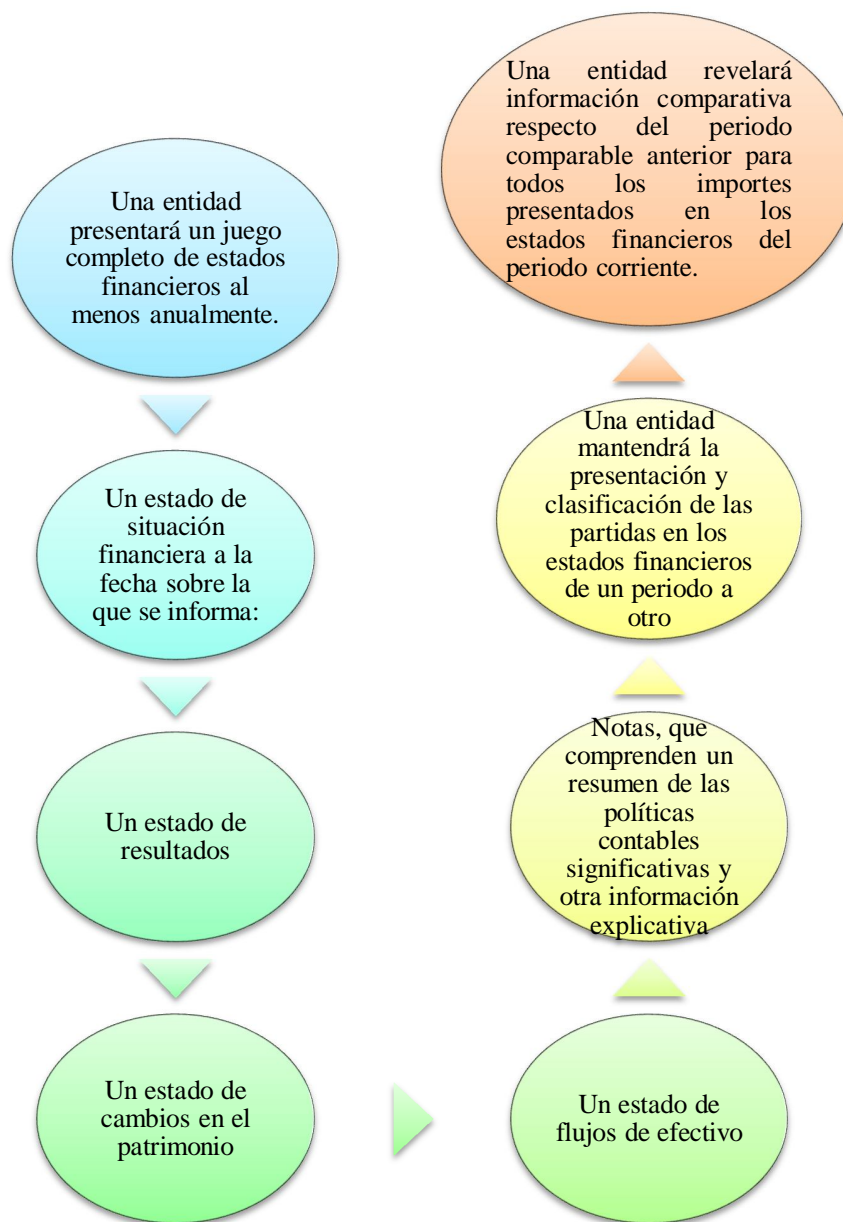 Una entidad
presentará un juego
completo de estados
financieros al
menos anualmente.
Un estado de
situación
financiera a la
fecha sobre la
que se informa:
Un estado de
resultados
Un estado de
cambios en el
patrimonio
Un estado de
flujos de efectivo
Notas, que
comprenden un
resumen de las
políticas
contables
significativas y
otra información
explicativa
Una entidad
mantendrá la
presentación y
clasificación de las
partidas en los
estados financieros
de un periodo a
otro
Una entidad revelará
información comparativa
respecto del periodo
comparable anterior para
todos los importes
presentados en los
estados financieros del
periodo corriente.